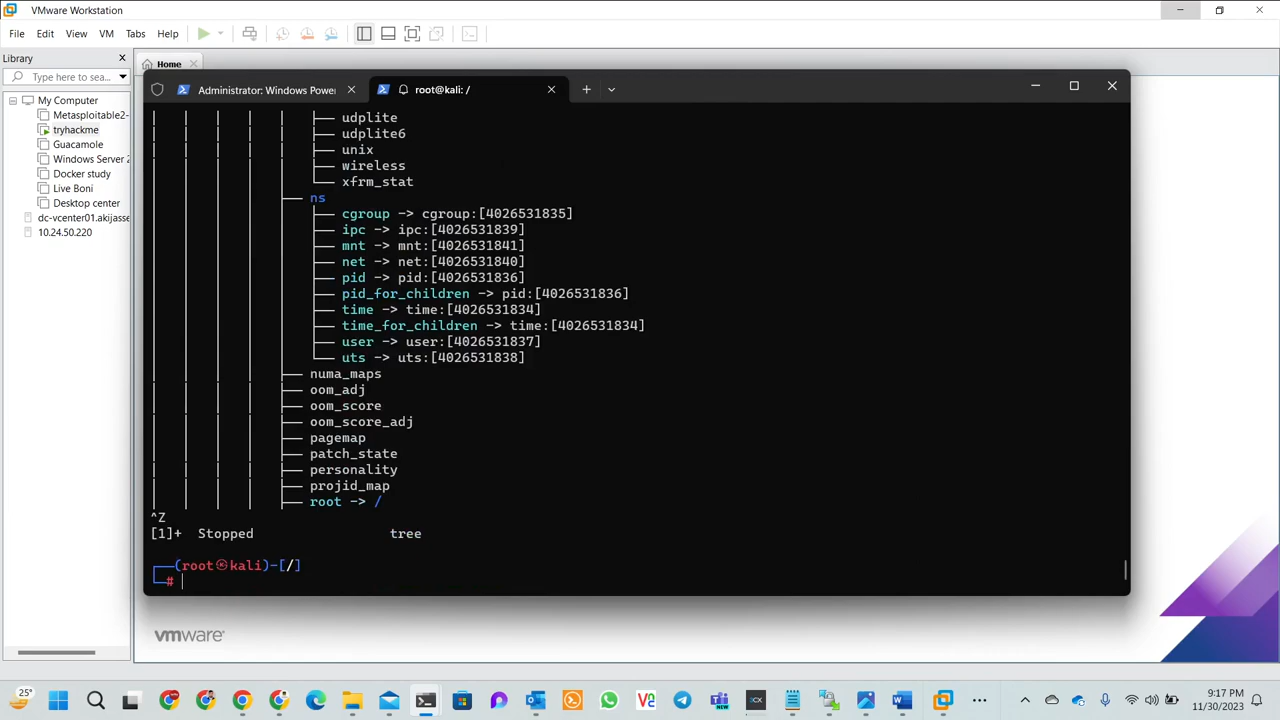 VMware Workstation
File Edit View VM Tabs Help
Library
Type here to sea...
My Computer
Metasploitable2-
tryhackme
Guacamole
Windows Server 2
Docker study
Live Boni
Desktop center
dc-vcenter01.akijasse
10.24.50.220
Home
Administrator: Windows Power
root@kali: /
├── udplite
├── udplite6
├── unix
├── wireless
└── xfrm_stat
├── ns
├── cgroup -> cgroup:[4026531835]
├── ipc -> ipc:[4026531839]
├── mnt -> mnt:[4026531841]
├── net -> net:[4026531840]
├── pid -> pid:[4026531836]
├── pid_for_children -> pid:[4026531836]
├── time -> time:[4026531834]
├── time_for_children -> time:[4026531834]
├── user -> user:[4026531837]
└── uts -> uts:[4026531838]
├── numa_maps
├── oom_adj
├── oom_score
├── oom_score_adj
├── pagemap
├── patch_state
├── personality
├── projid_map
├── root -> /
^Z
[1]+ Stopped tree
┌──(root㉿kali)-[/]
└─#
vmware
25°
9:17 PM
11/30/2023